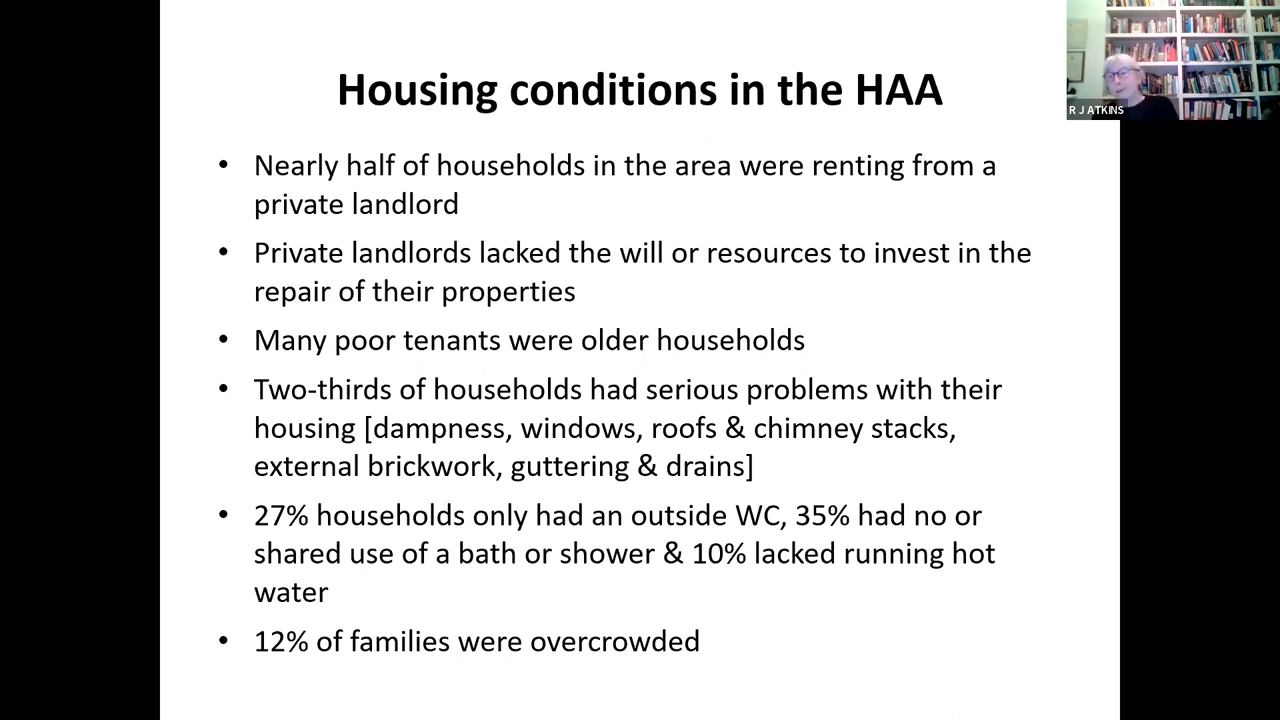 Housing conditions in the HAA
R J ATKINS
• Nearly half of households in the area were renting from a
private landlord
• Private landlords lacked the will or resources to invest in the
repair of their properties
• Many poor tenants were older households
• Two-thirds of households had serious problems with their
housing [dampness, windows, roofs & chimney stacks,
external brickwork, guttering & drains]
• 27% households only had an outside WC, 35% had no or
shared use of a bath or shower & 10% lacked running hot
water
• 12% of families were overcrowded